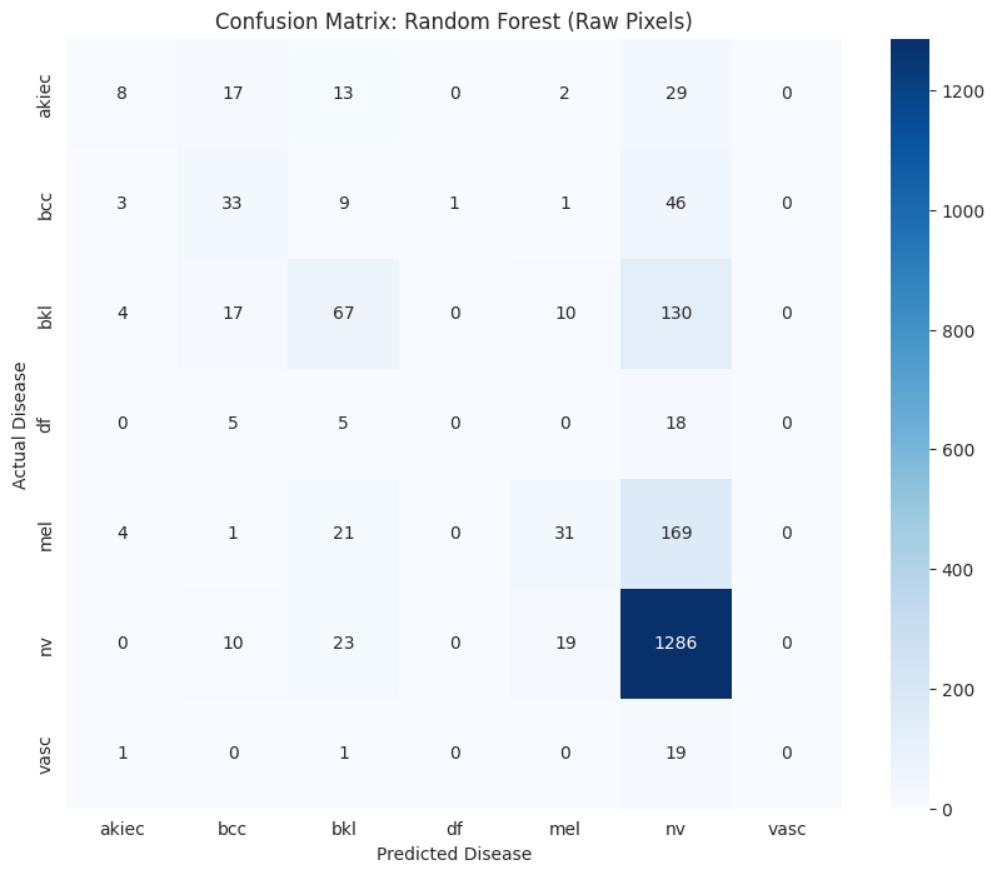 Confusion Matrix: Random Forest (Raw Pixels)
akiec 8 17 13 0 2 29 0
bcc 3 33 9 1 1 46 0
bkl 4 17 67 0 10 130 0
df 0 5 5 0 0 18 0
mel 4 1 21 0 31 169 0
nv 0 10 23 0 19 1286 0
vasc 1 0 1 0 0 19 0
akiec bcc bkl df mel nv vasc
Predicted Disease
Actual Disease
1200
1000
800
600
400
200
0